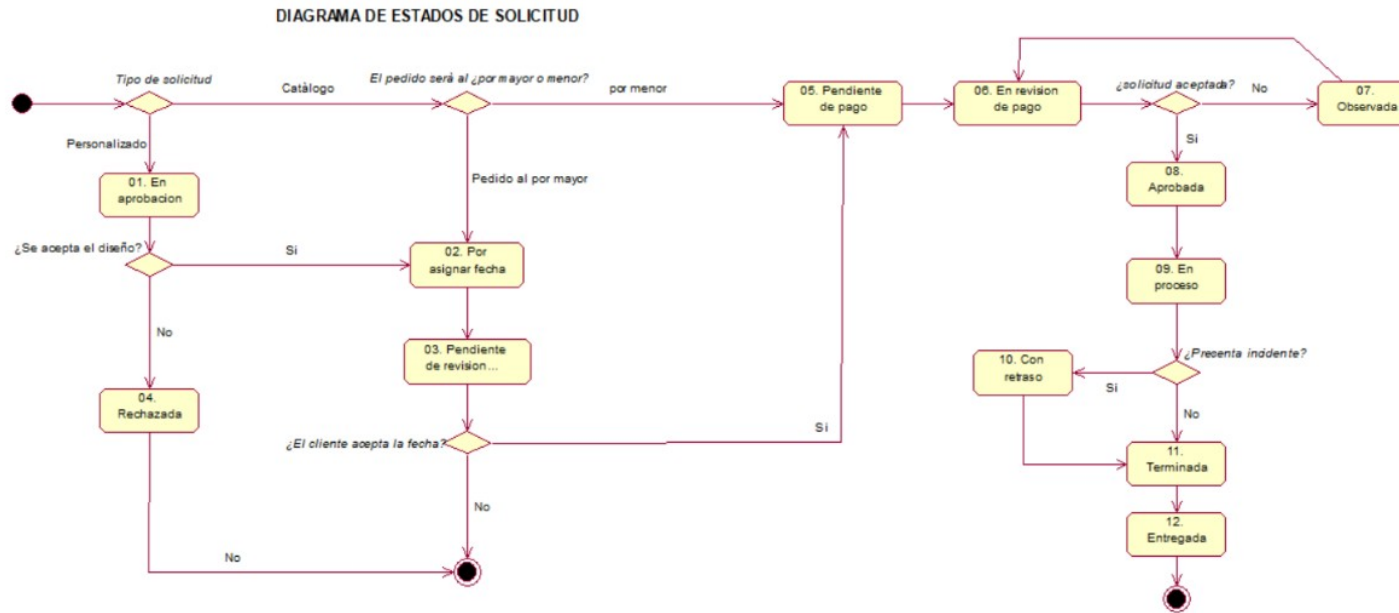 DIAGRAMA DE ESTADOS DE SOLICITUD
Tipo de solicitud
El pedido será al ¿por mayor o menor?
Catàlogo
por menor
05. Pendiente
de pago
06. En revision
de pago
¿solicitud aceptada?
No
07.
Observada
Personalizado
Si
01. En
aprobacion
Pedido al por mayor
08.
Aprobada
¿Se acepta el diseño?
Si
02. Por
asignar fecha
09. En
proceso
No
03. Pendiente
de revision...
¿Presenta incidente?
10. Con
retraso
Si
No
04.
Rechazada
¿El cliente acepta la fecha?
Si
11.
Terminada
No
12.
Entregada
No